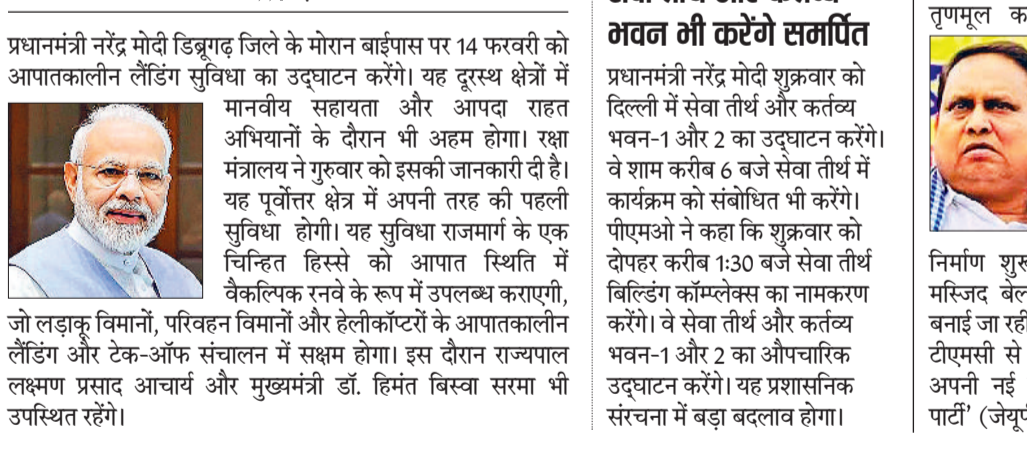 प्रधानमंत्री नरेंद्र मोदी डिब्रूगढ़ जिले के मोरान बाईपास पर 14 फरवरी को
आपातकालीन लैंडिंग सुविधा का उद्घाटन करेंगे। यह दूरस्थ क्षेत्रों में
मानवीय सहायता और आपदा राहत
अभियानों के दौरान भी अहम होगा। रक्षा
मंत्रालय ने गुरुवार को इसकी जानकारी दी है।
यह पूर्वोत्तर क्षेत्र में अपनी तरह की पहली
सुविधा होगी। यह सुविधा राजमार्ग के एक
चिन्हित हिस्से को आपात स्थिति में
वैकल्पिक रनवे के रूप में उपलब्ध कराएगी,
जो लड़ाकू विमानों, परिवहन विमानों और हेलीकॉप्टरों के आपातकालीन
लैंडिंग और टेक-ऑफ संचालन में सक्षम होगा। इस दौरान राज्यपाल
लक्ष्मण प्रसाद आचार्य और मुख्यमंत्री डॉ. हिमंत बिस्वा सरमा भी
उपस्थित रहेंगे।
भवन भी करेंगे समर्पित
प्रधानमंत्री नरेंद्र मोदी शुक्रवार को
दिल्ली में सेवा तीर्थ और कर्तव्य
भवन-1 और 2 का उद्घाटन करेंगे।
वे शाम करीब 6 बजे सेवा तीर्थ में
कार्यक्रम को संबोधित भी करेंगे।
पीएमओ ने कहा कि शुक्रवार को
दोपहर करीब 1:30 बजे सेवा तीर्थ
बिल्डिंग कॉम्प्लेक्स का नामकरण
करेंगे। वे सेवा तीर्थ और कर्तव्य
भवन-1 और 2 का औपचारिक
उद्घाटन करेंगे। यह प्रशासनिक
संरचना में बड़ा बदलाव होगा।
तृणमूल
निर्माण
मस्जिद
बनाई जा रही
टीएमसी से
अपनी नई
पार्टी'